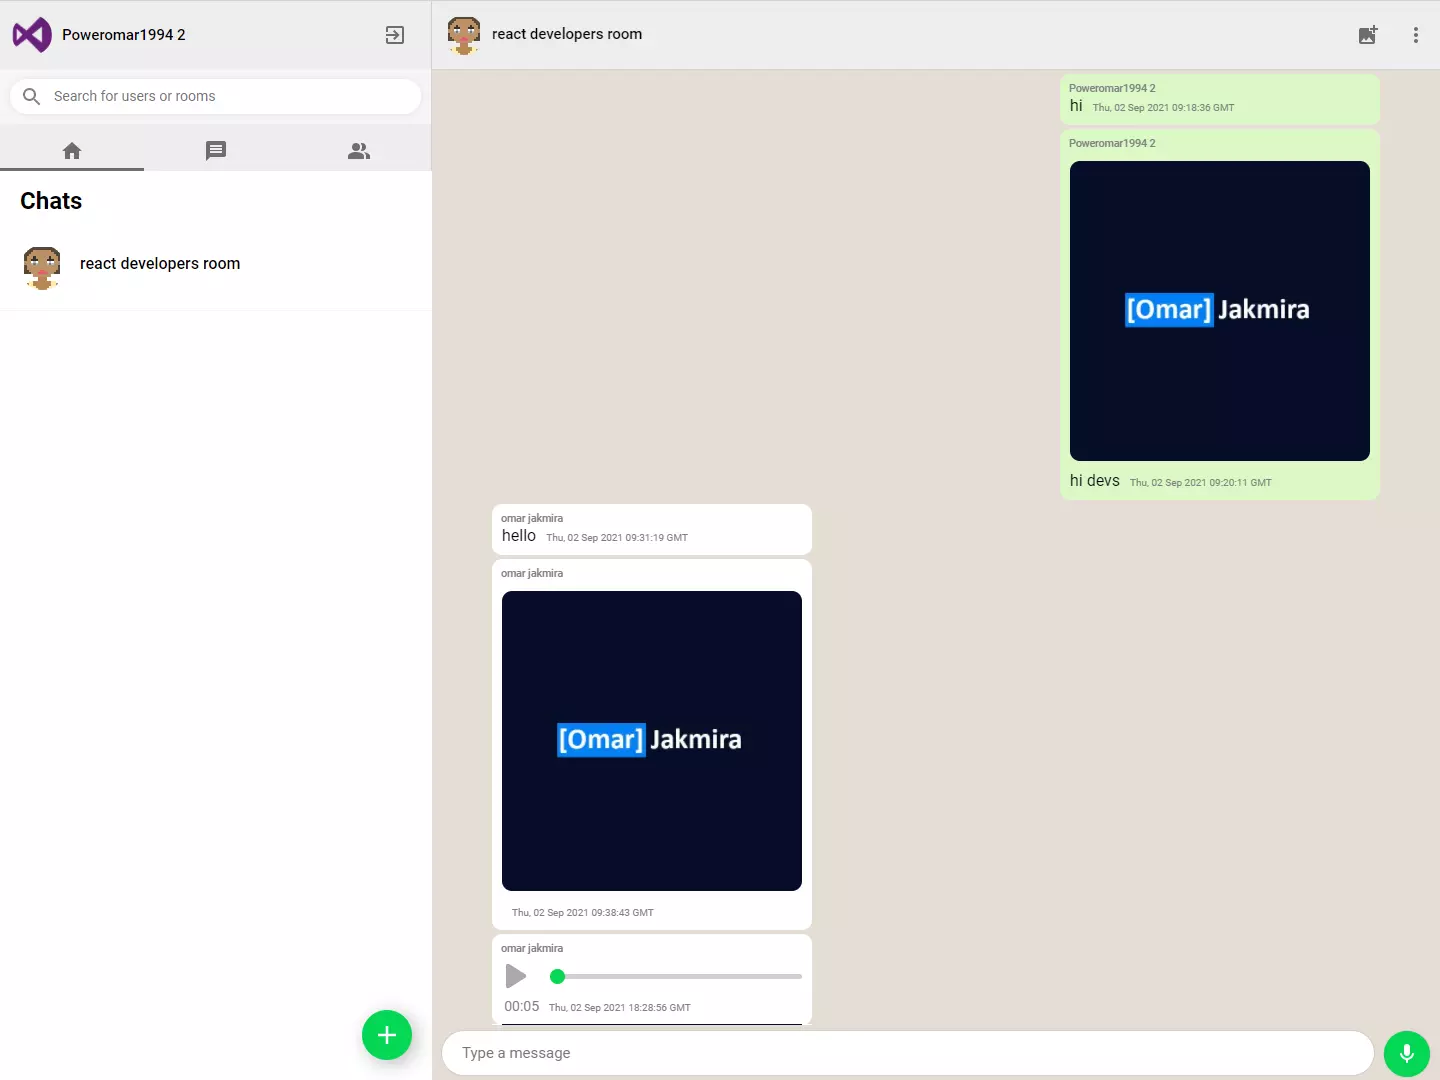 Poweromar1994 2
Search for users or rooms
Chats
react developers room
react developers room
Poweromar1994 2
hi Thu, 02 Sep 2021 09:18:36 GMT
Poweromar1994 2
[Omar] Jakmira
hi devs Thu, 02 Sep 2021 09:20:11 GMT
omar jakmira
hello Thu, 02 Sep 2021 09:31:19 GMT
omar jakmira
[Omar] Jakmira
Thu, 02 Sep 2021 09:38:43 GMT
omar jakmira
00:05 Thu, 02 Sep 2021 18:28:56 GMT
Type a message